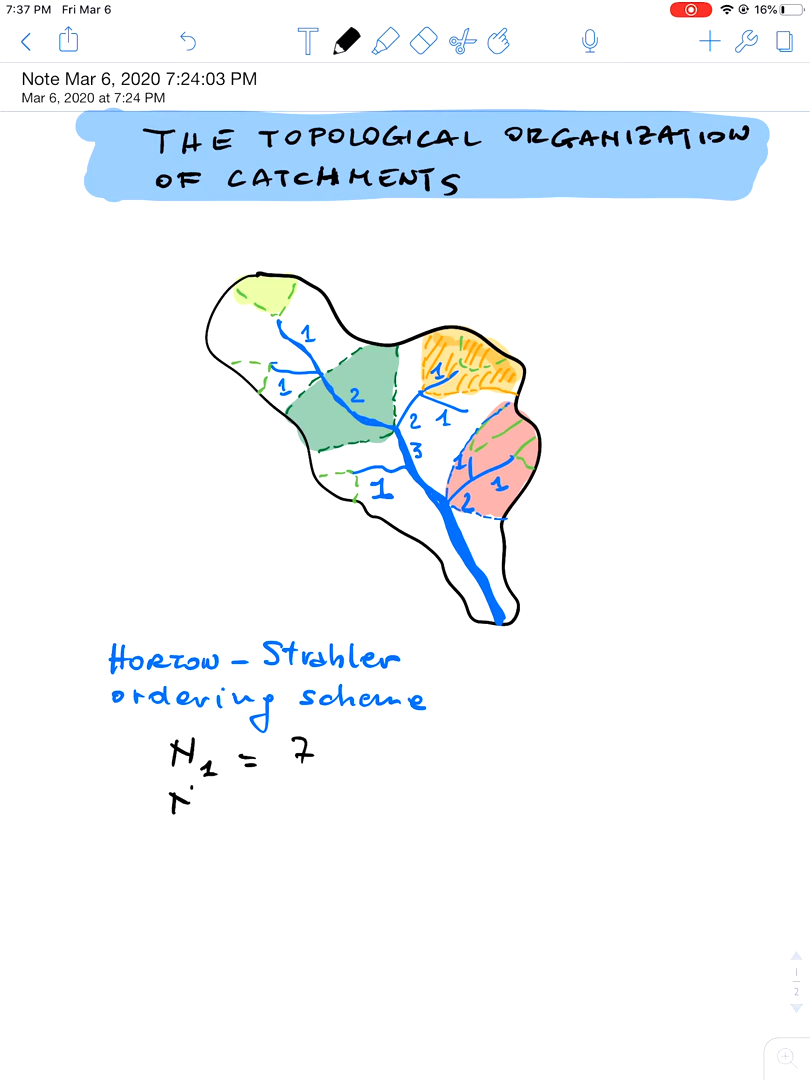 7:37 PM Fri Mar 6
16%
T
Note Mar 6, 2020 7:24:03 PM
Mar 6, 2020 at 7:24 PM
THE TOPOLOGICAL ORGANIZATION
OF CATCHMENTS
1
1
2
1
1
2
3
1
1
1
2
HORTON - Strahler
ordering scheme
N1 = 7
1
2